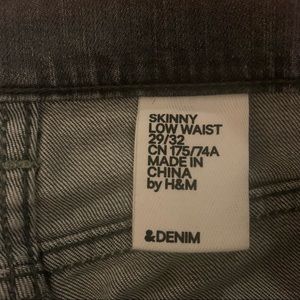 SKINNY
LOW WAIST
29/32
CN 175/74A
MADE IN
CHINA
by H&M
&DENIM